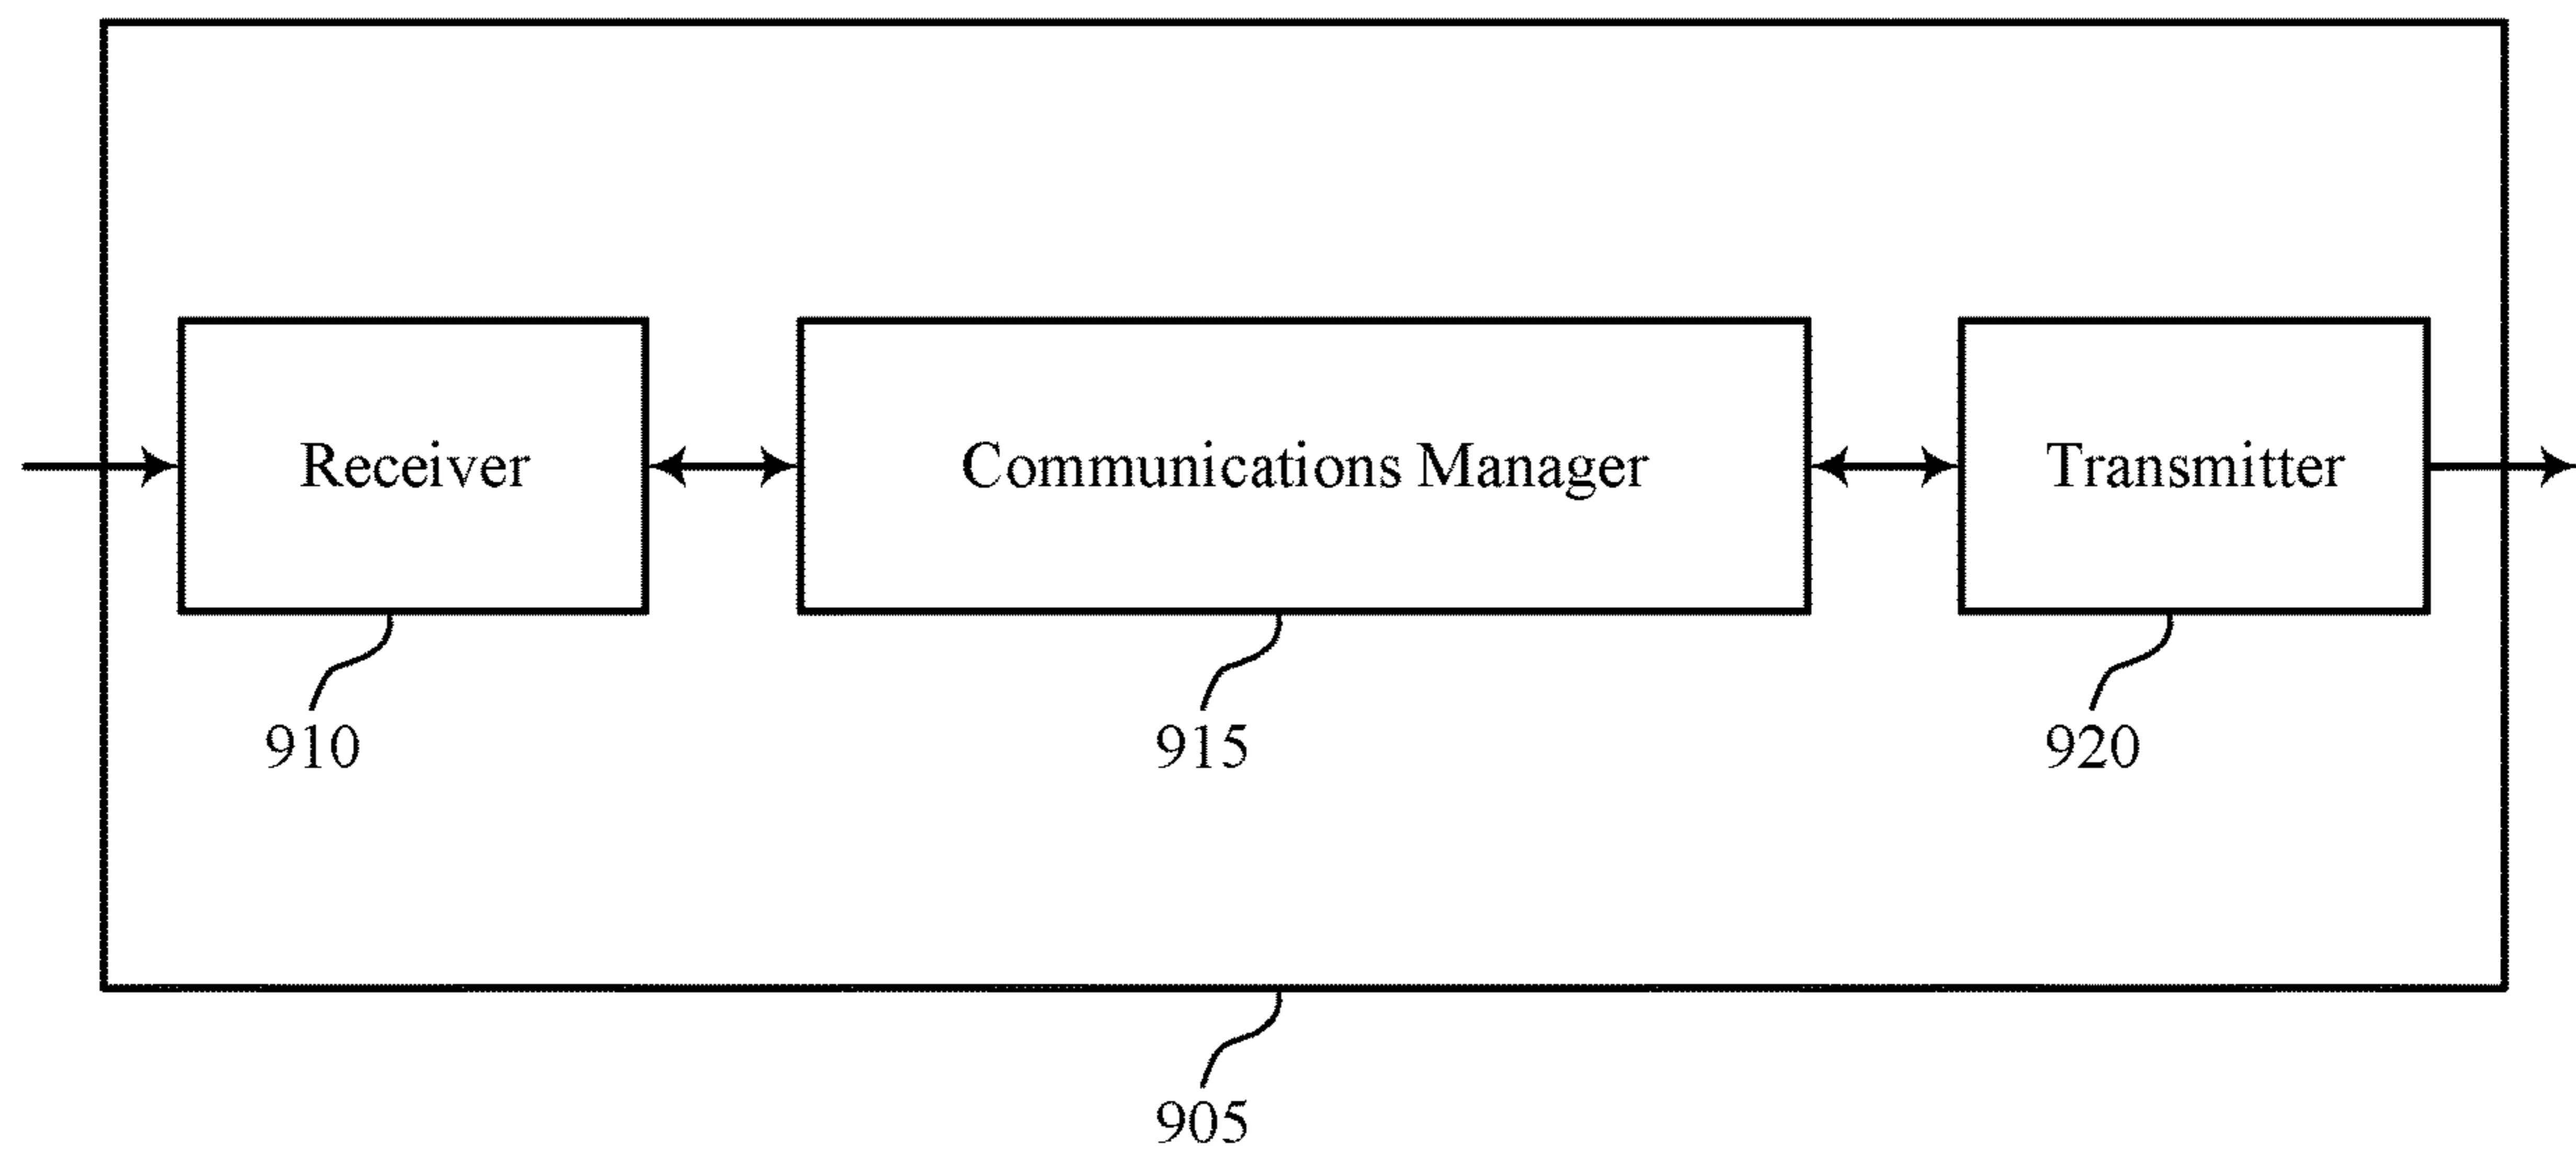 Receiver
Communications Manager
Transmitter
910
915
920
905